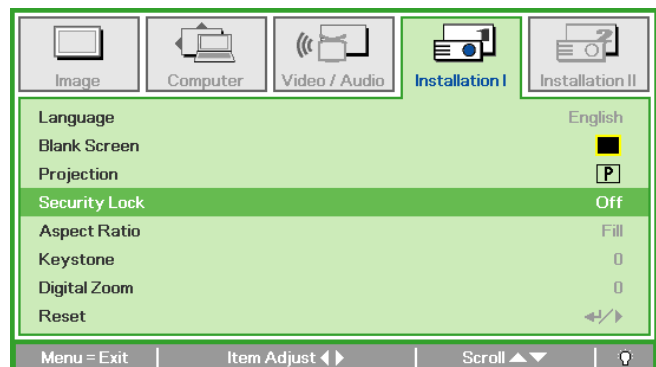 Image Computer Video / Audio Installation I Installation II
Language English
Blank Screen
Projection P
Security Lock Off
Aspect Ratio Fill
Keystone 0
Digital Zoom 0
Reset
Menu = Exit Item Adjust Scroll